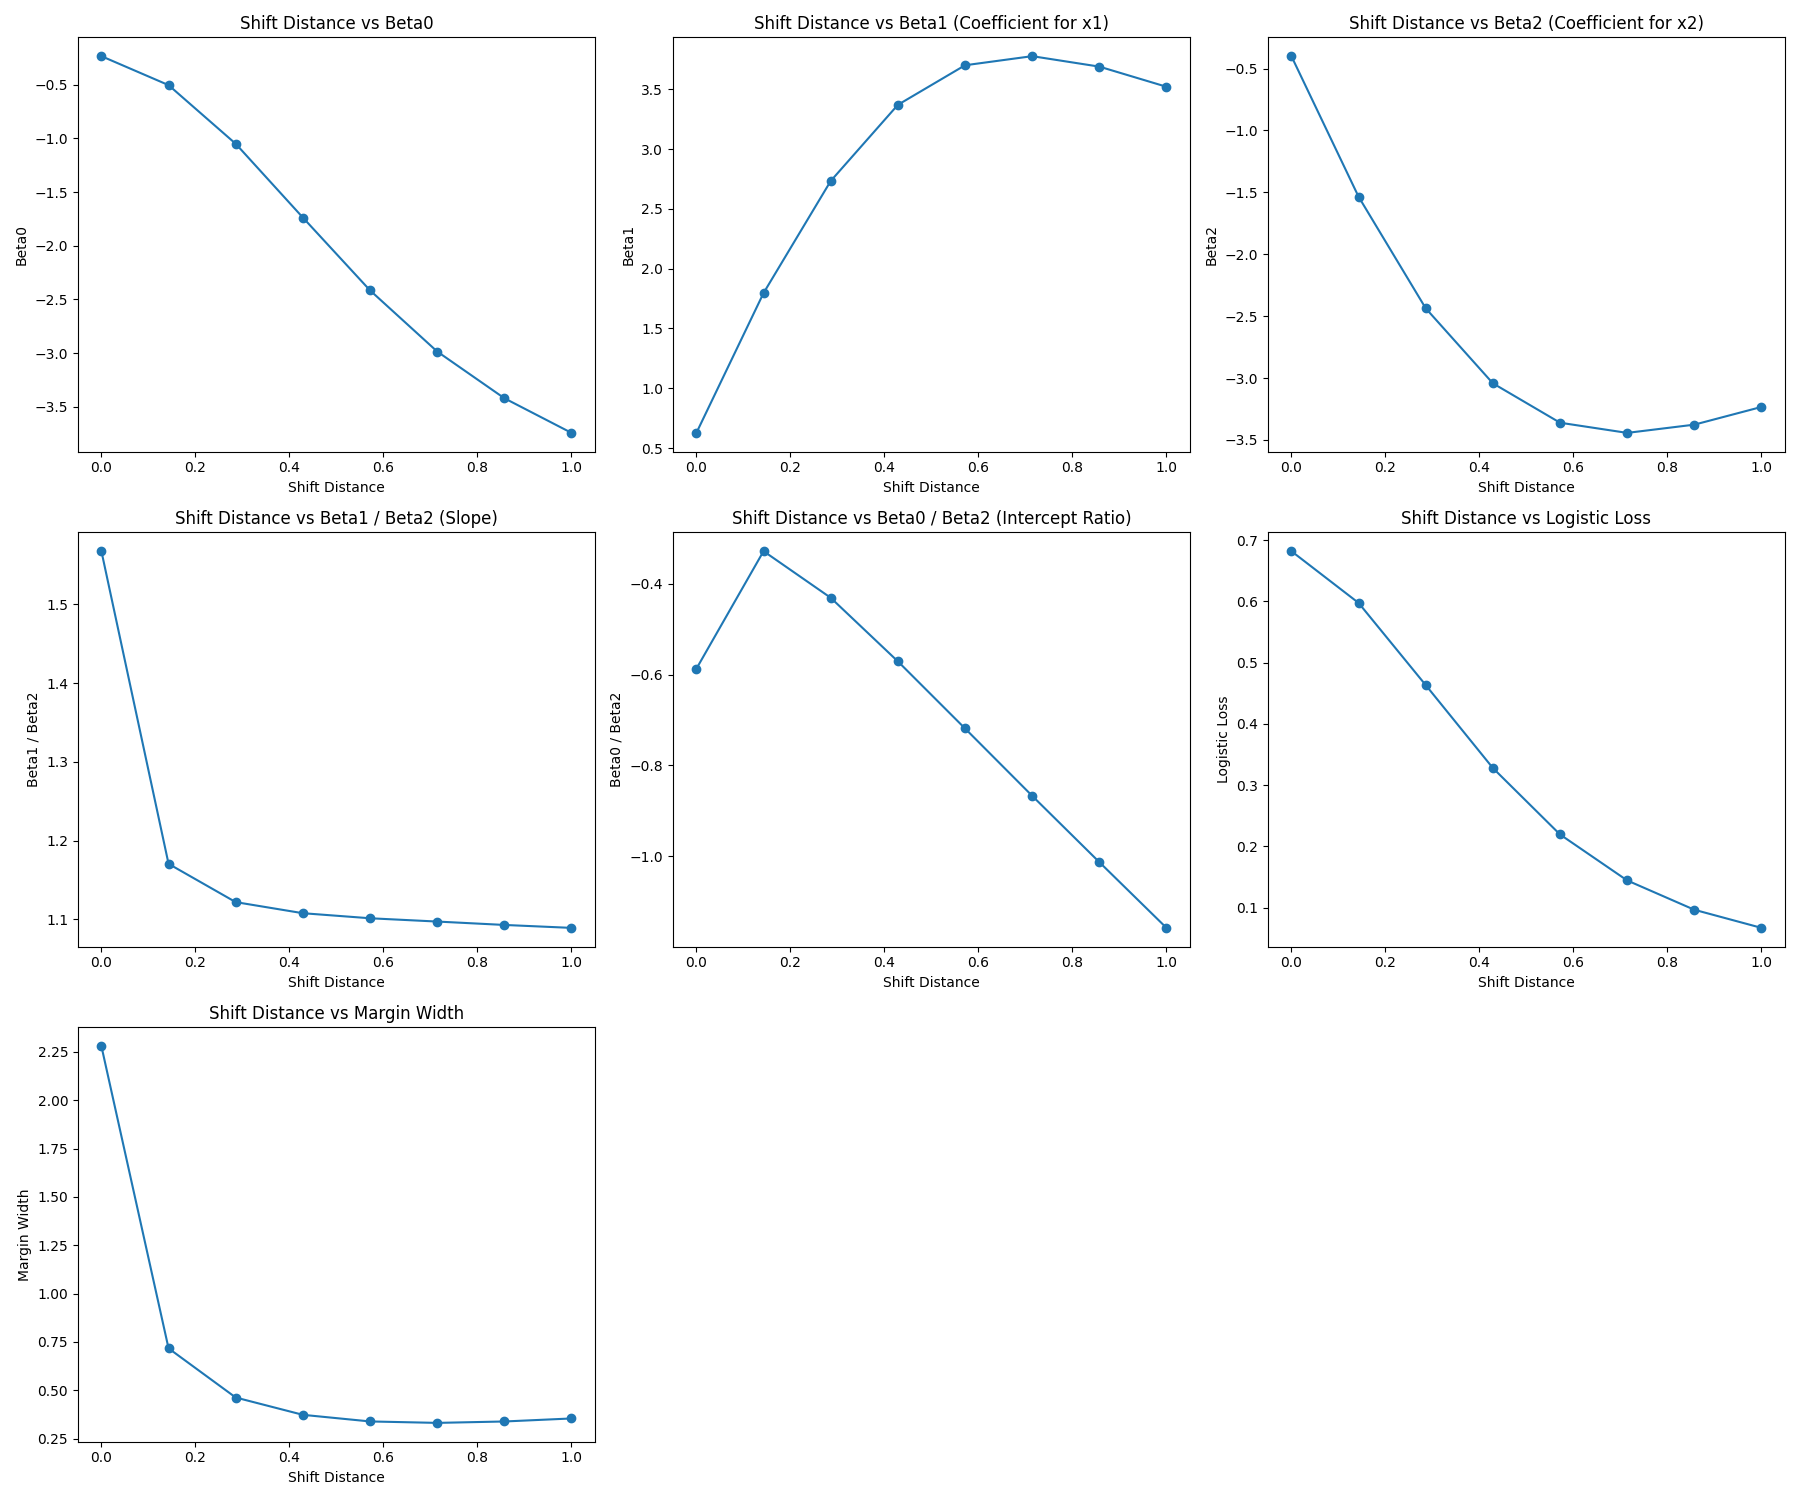 Shift Distance vs Beta0
Beta0
−0.5
−1.0
−1.5
−2.0
−2.5
−3.0
−3.5
0.0 0.2 0.4 0.6 0.8 1.0
Shift Distance
Shift Distance vs Beta1 (Coefficient for x1)
Beta1
3.5
3.0
2.5
2.0
1.5
1.0
0.5
0.0 0.2 0.4 0.6 0.8 1.0
Shift Distance
Shift Distance vs Beta2 (Coefficient for x2)
Beta2
−0.5
−1.0
−1.5
−2.0
−2.5
−3.0
−3.5
0.0 0.2 0.4 0.6 0.8 1.0
Shift Distance
Shift Distance vs Beta1 / Beta2 (Slope)
Beta1 / Beta2
1.5
1.4
1.3
1.2
1.1
0.0 0.2 0.4 0.6 0.8 1.0
Shift Distance
Shift Distance vs Beta0 / Beta2 (Intercept Ratio)
Beta0 / Beta2
−0.4
−0.6
−0.8
−1.0
0.0 0.2 0.4 0.6 0.8 1.0
Shift Distance
Shift Distance vs Logistic Loss
Logistic Loss
0.7
0.6
0.5
0.4
0.3
0.2
0.1
0.0 0.2 0.4 0.6 0.8 1.0
Shift Distance
Shift Distance vs Margin Width
Margin Width
2.25
2.00
1.75
1.50
1.25
1.00
0.75
0.50
0.25
0.0 0.2 0.4 0.6 0.8 1.0
Shift Distance